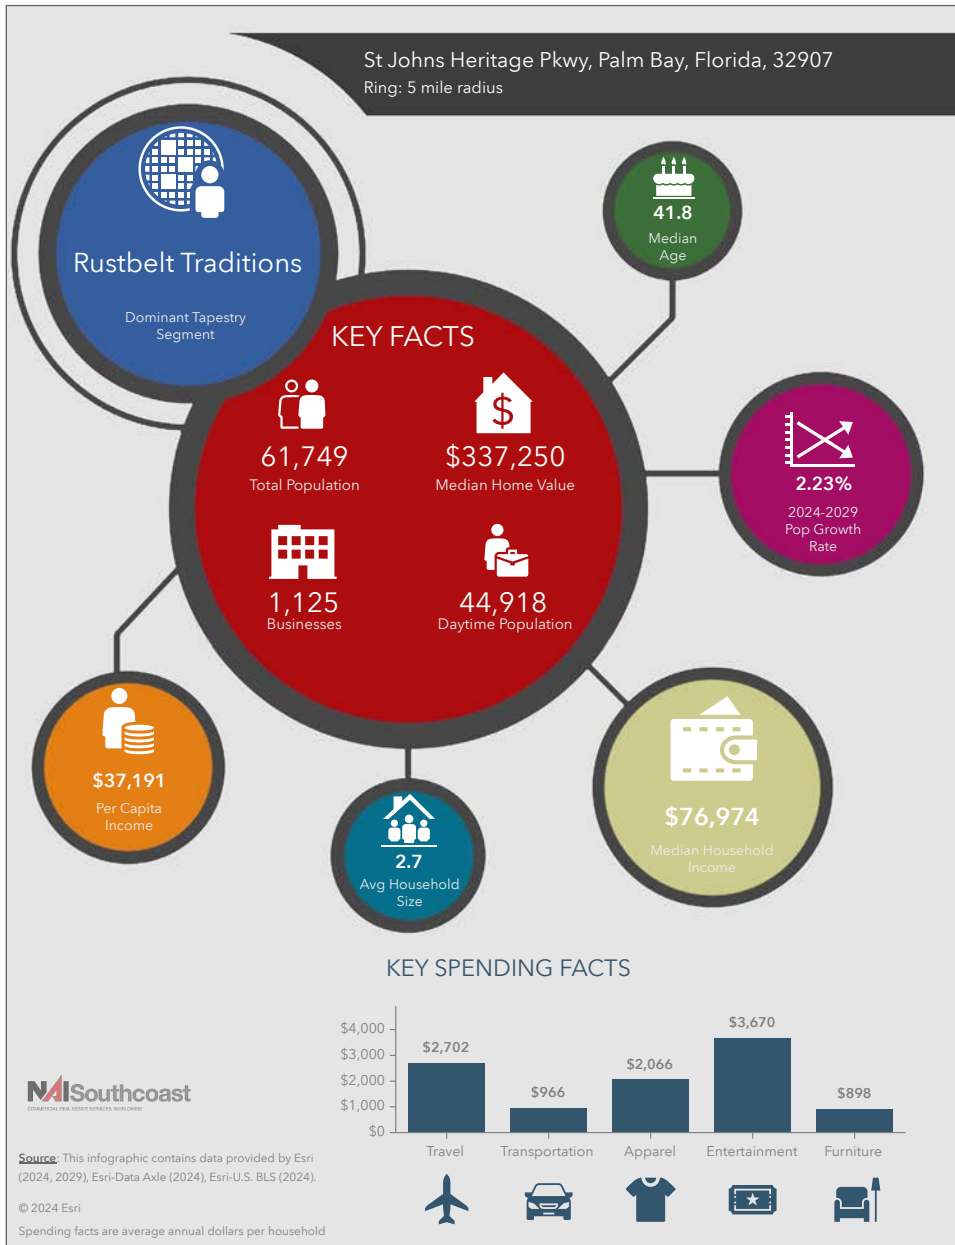 St Johns Heritage Pkwy, Palm Bay, Florida, 32907
Ring: 5 mile radius
Rustbelt Traditions
Dominant Tapestry
Segment
41.8
Median
Age
KEY FACTS
61,749
Total Population
$
$337,250
Median Home Value
1,125
Businesses
44,918
Daytime Population
2.23%
2024-2029
Pop Growth
Rate
$37,191
Per Capita
Income
2.7
Avg Household
Size
$76,974
Median Household
Income
KEY SPENDING FACTS
$4,000
$3,000
$2,000
$1,000
$0
$2,702
$966
$2,066
$3,670
$898
Travel
Transportation
Apparel
Entertainment
Furniture
NAISouthcoast
COMMERCIAL REAL ESTATE SERVICES, WORLDWIDE
Source: This infographic contains data provided by Esri
(2024, 2029), Esri-Data Axle (2024), Esri-U.S. BLS (2024).
© 2024 Esri
Spending facts are average annual dollars per household